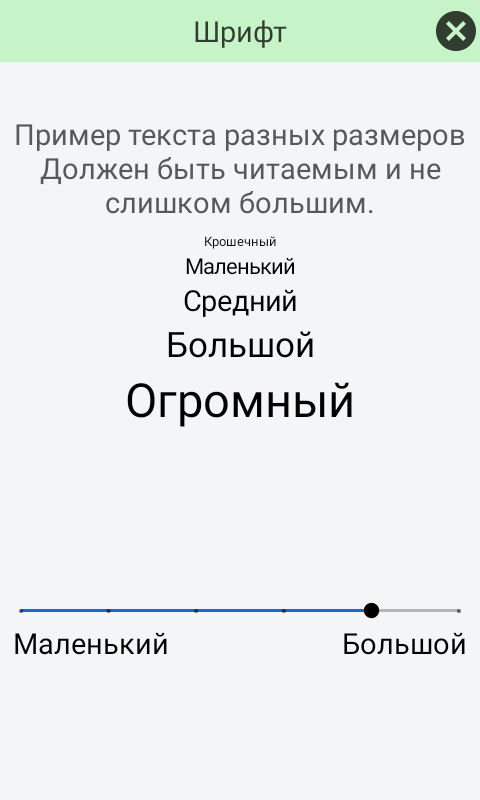 Шрифт
Пример текста разных размеров
Должен быть читаемым и не
слишком большим.
Крошечный
Маленький
Средний
Большой
Огромный
Маленький Большой